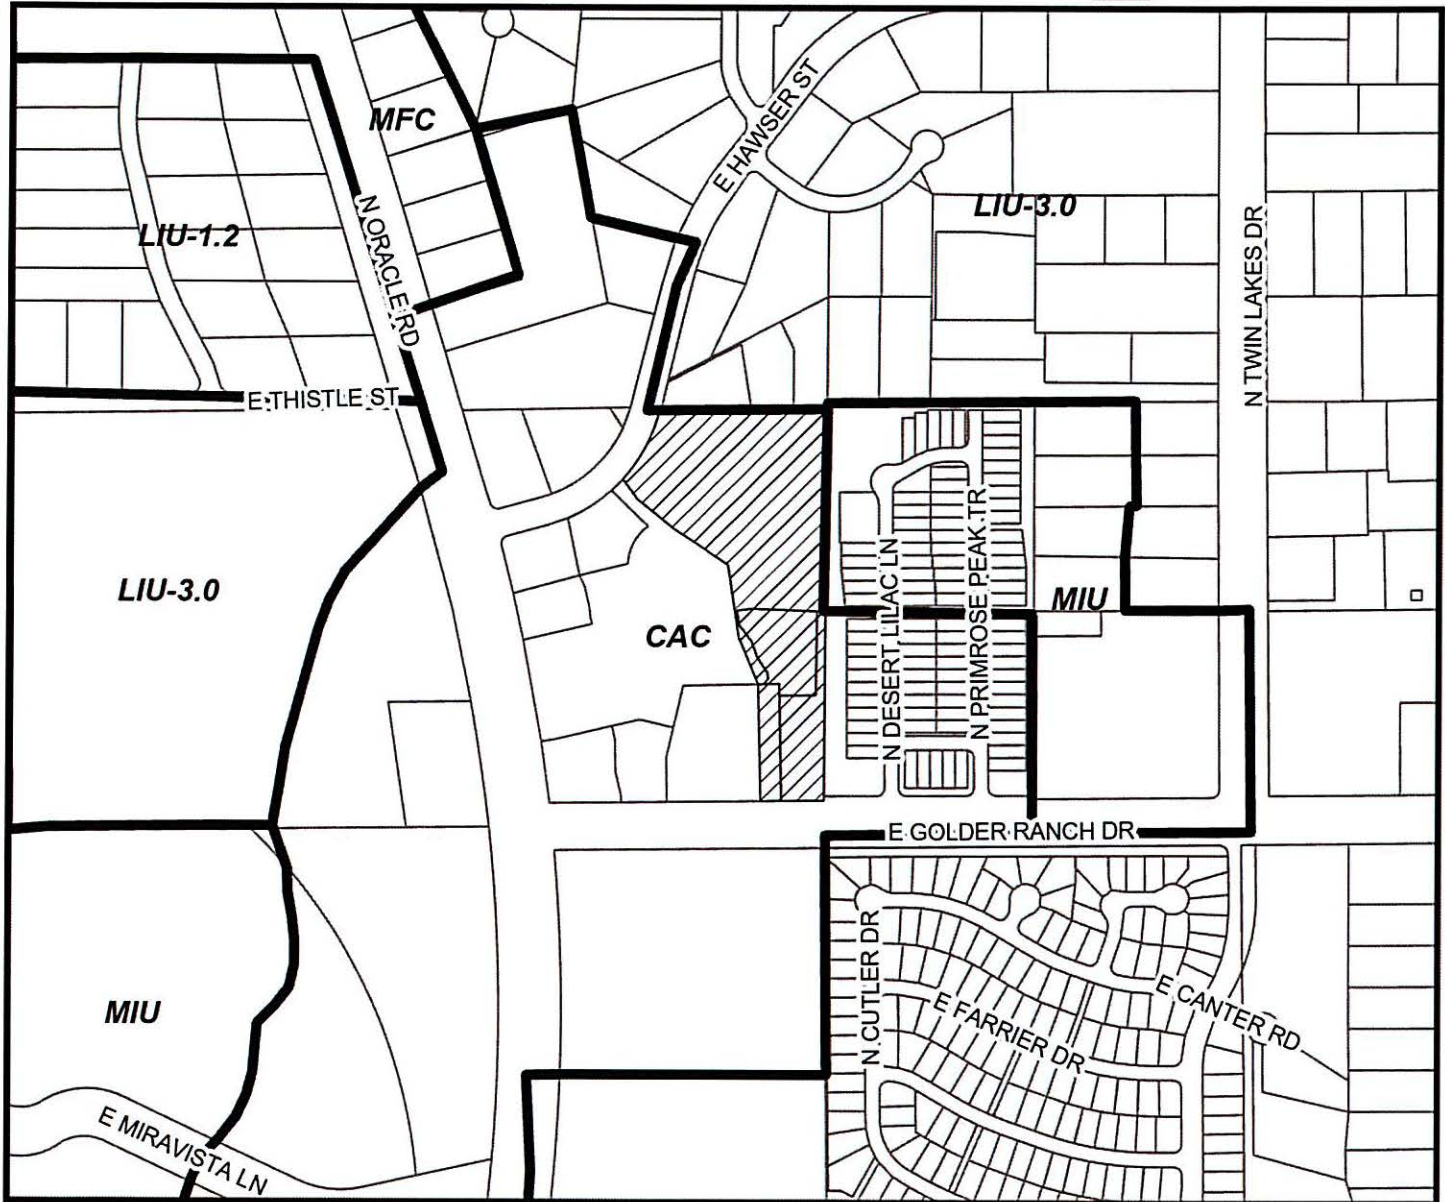 MFC
E HAWSER ST
LIU-3.0
LIU-1.2
N ORACLE RD
N TWIN LAKES DR
E THISTLE ST
LIU-3.0
CAC
N DESERT LILAC LN
N PRIMROSE PEAK TR
MIU
E GOLDER RANCH DR
MIU
N CUTLER DR
E FARRIER DR
E CANTER RD
E MIRAVISTA LN